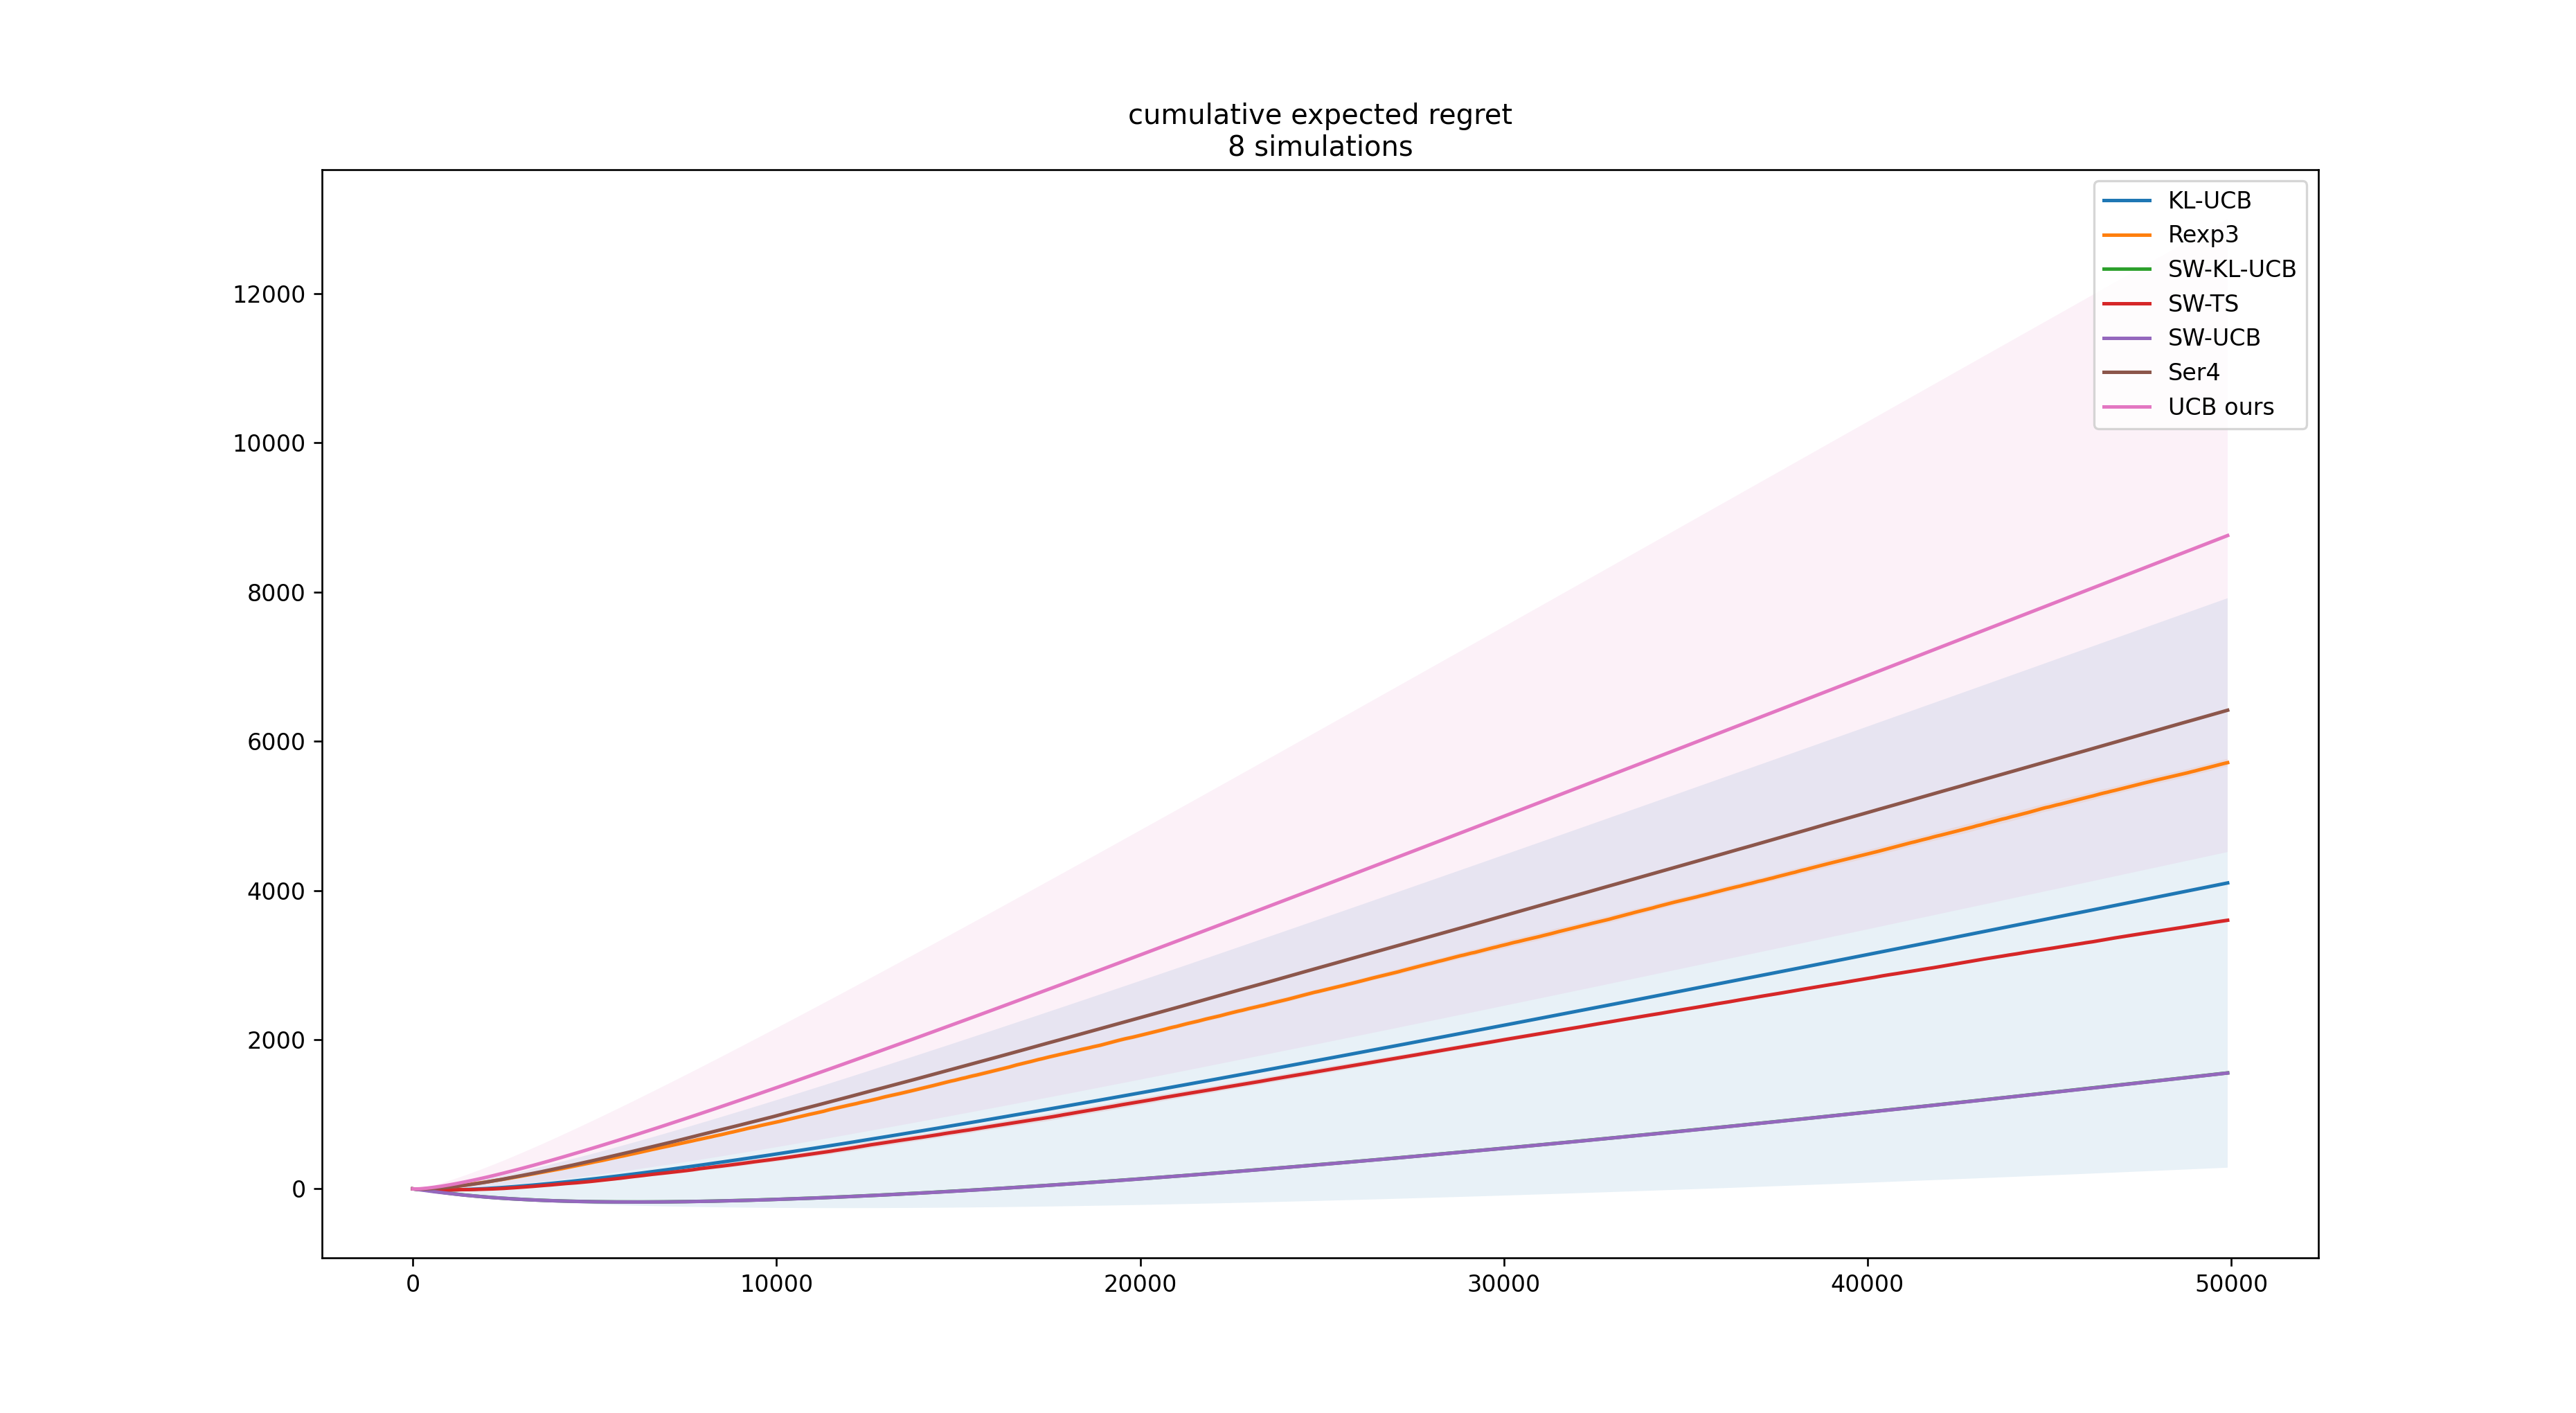 cumulative expected regret
8 simulations
KL-UCB
Rexp3
SW-KL-UCB
SW-TS
SW-UCB
Ser4
UCB ours
12000
10000
8000
6000
4000
2000
0
0 10000 20000 30000 40000 50000